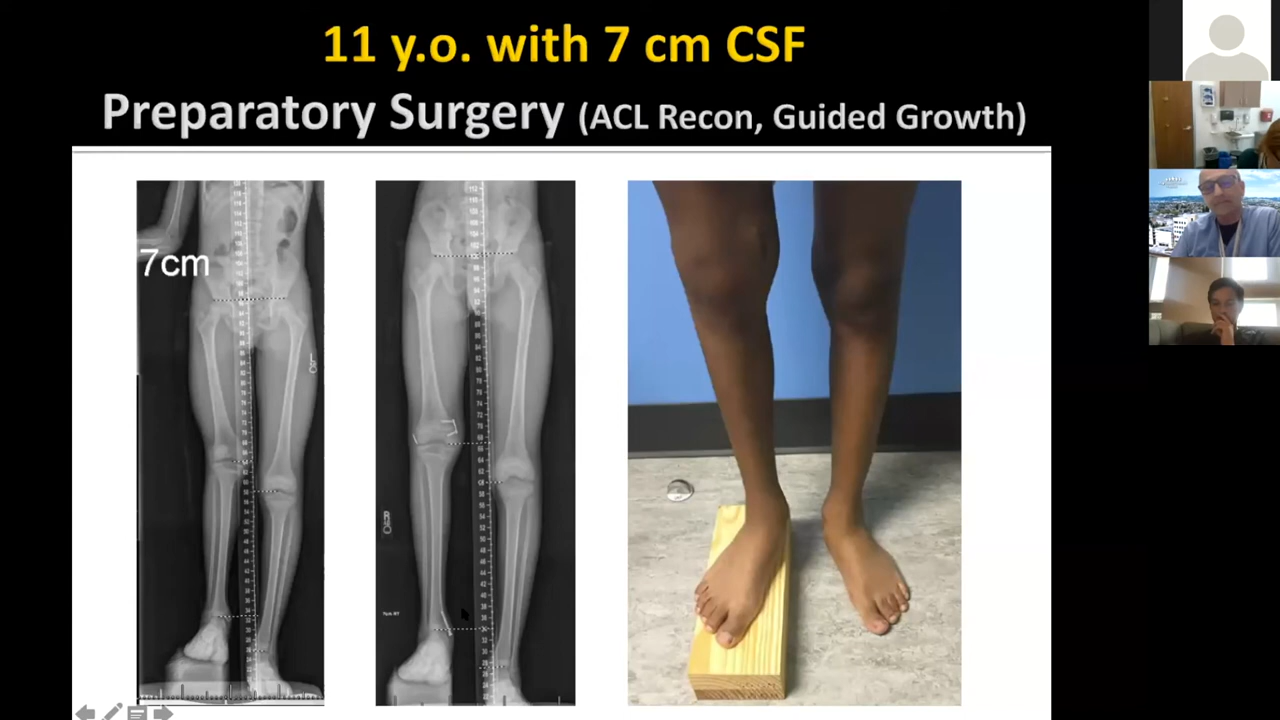 11 y.o. with 7 cm CSF
Preparatory Surgery (ACL Recon, Guided Growth)
7cm